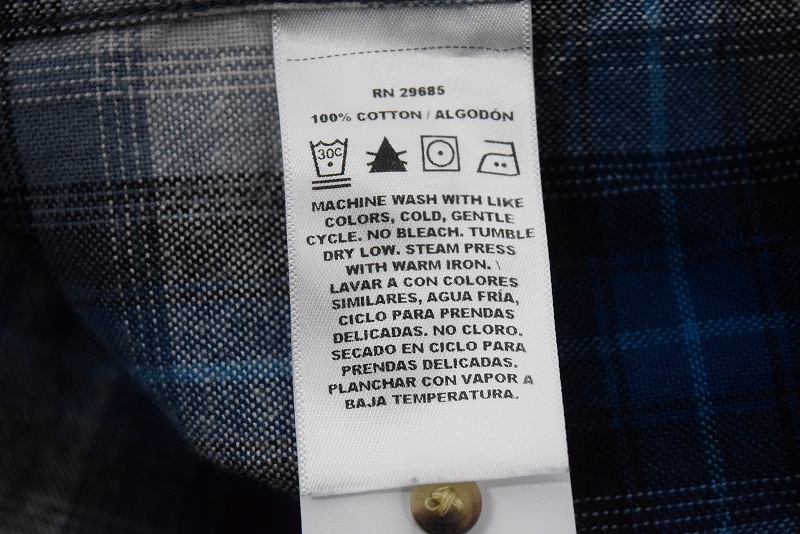 RN 29685
100% COTTON / ALGODÓN
30C
MACHINE WASH WITH LIKE
COLORS, COLD, GENTLE
CYCLE. NO BLEACH. TUMBLE
DRY LOW. STEAM PRESS
WITH WARM IRON. \
LAVAR A CON COLORES
SIMILARES, AGUA FRÍA,
CICLO PARA PRENDAS
DELICADAS. NO CLORO.
SECADO EN CICLO PARA
PRENDAS DELICADAS.
PLANCHAR CON VAPOR A
BAJA TEMPERATURA.